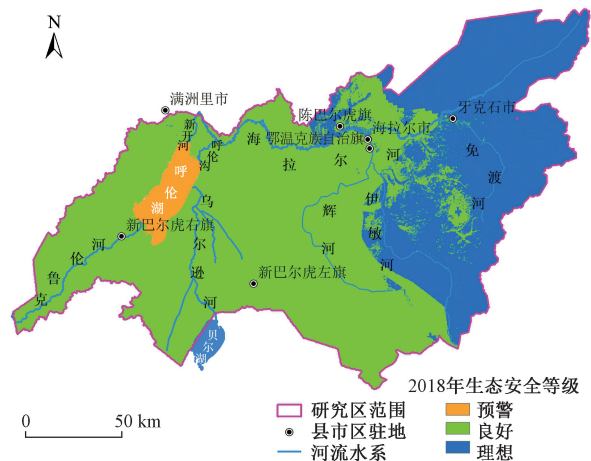 N
满洲里市
新开河
呼伦沟
海拉尔河
陈巴尔虎旗
鄂温克族自治旗
海拉尔市
牙克石市
免渡河
呼伦湖
乌尔逊河
辉河
伊敏河
新巴尔虎右旗
克鲁伦河
新巴尔虎左旗
贝尔湖
2018年生态安全等级
0 50 km
研究区范围 预警
县市区驻地 良好
河流水系 理想